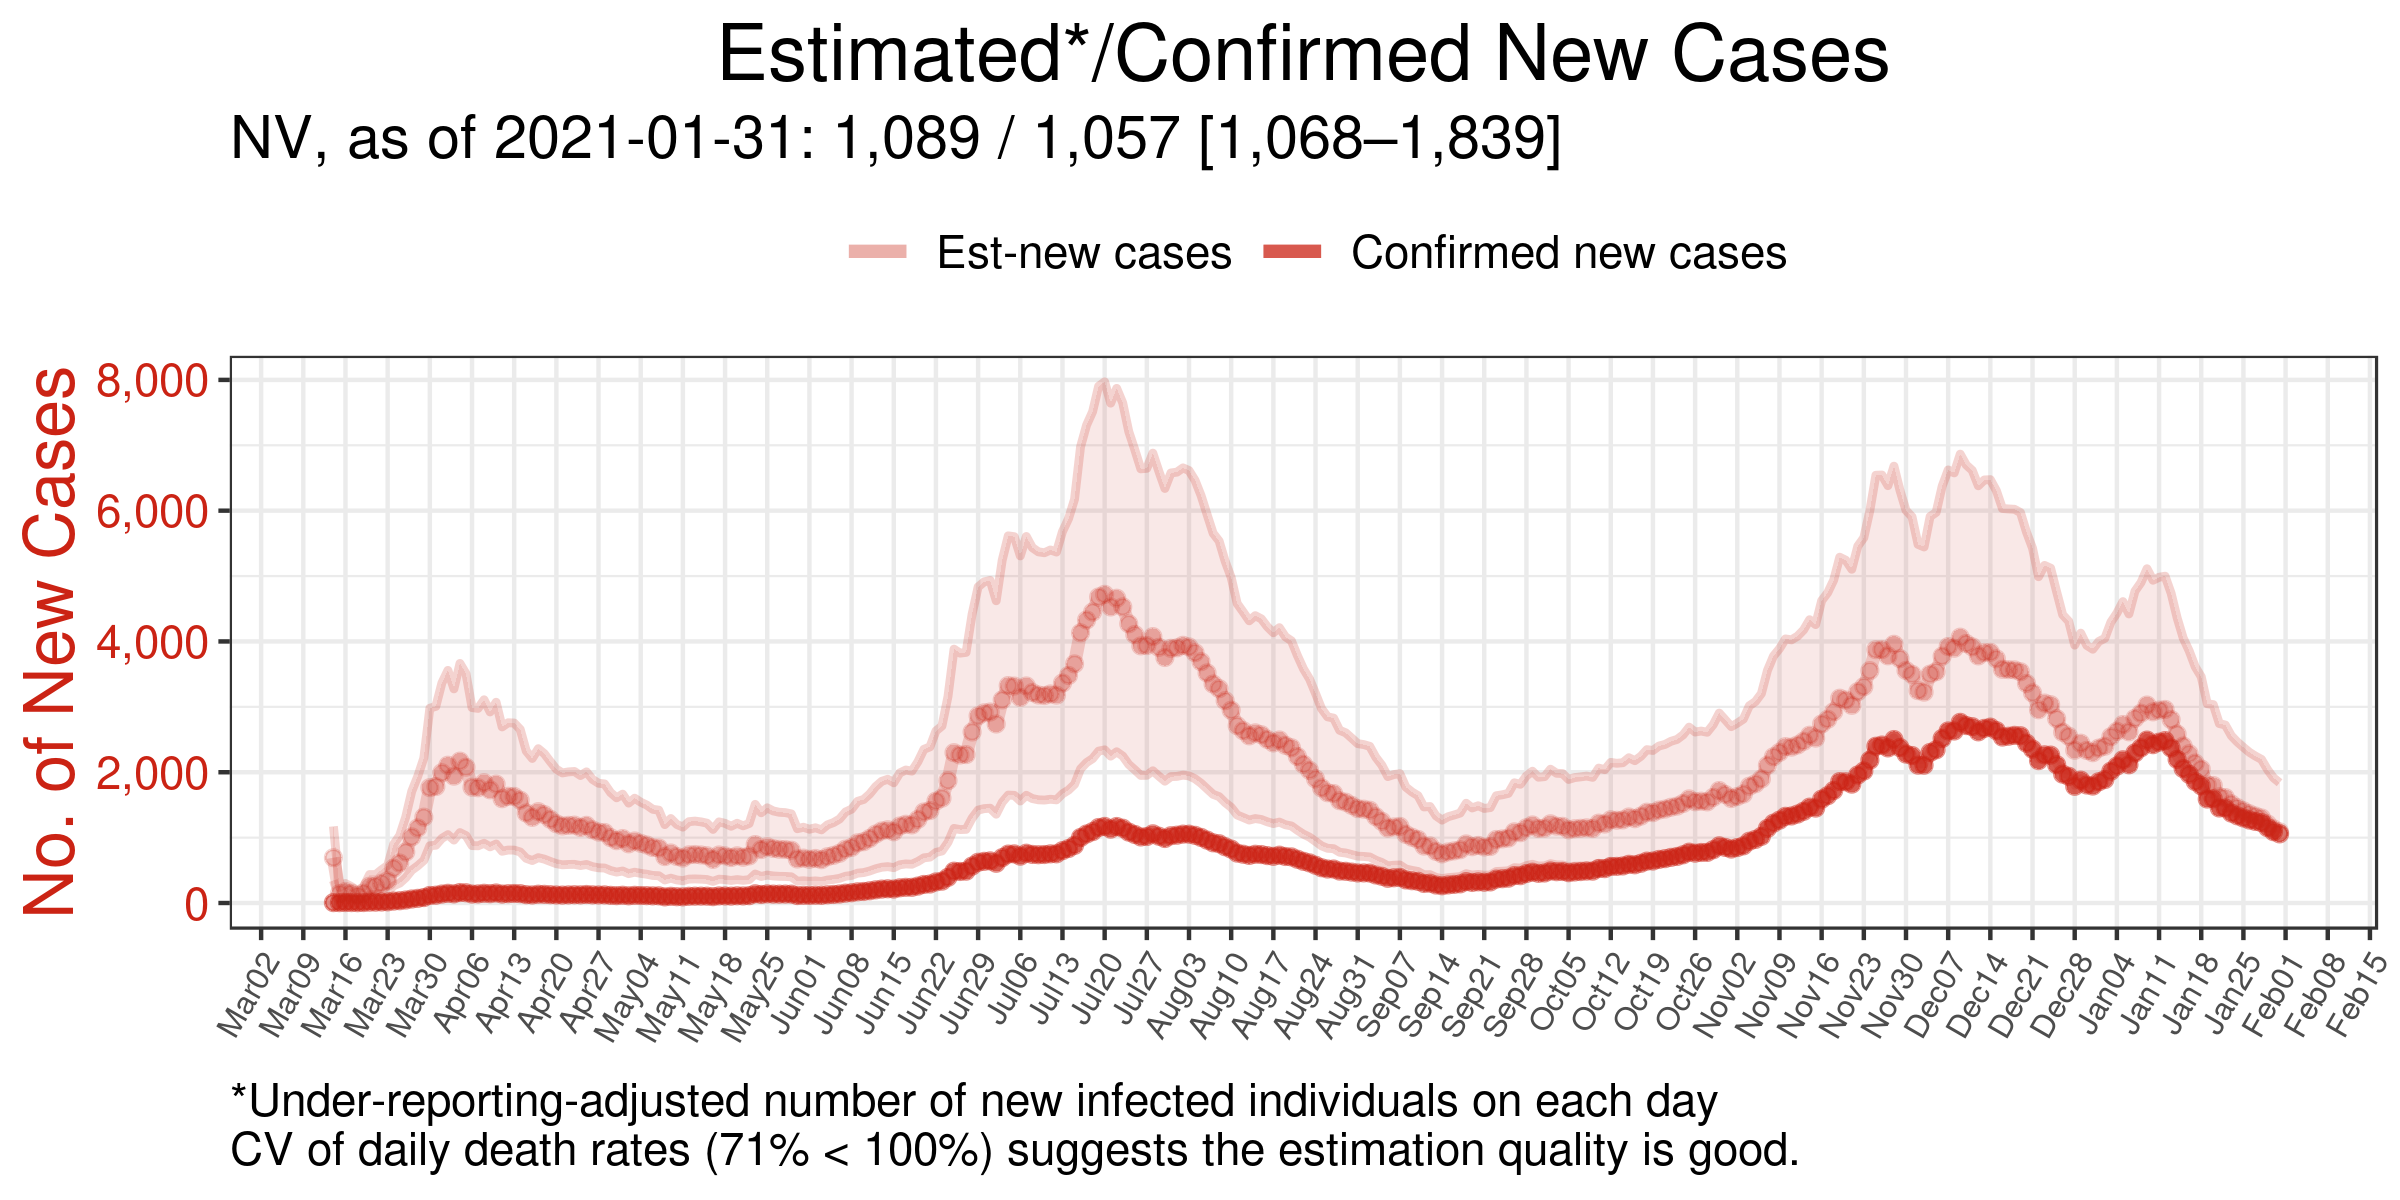 Estimated*/Confirmed New Cases
NV, as of 2021-01-31: 1,089 / 1,057 [1,068–1,839]
Est-new cases Confirmed new cases
No. of New Cases
8,000
6,000
4,000
2,000
0
Mar02 Mar09 Mar16 Mar23 Mar30 Apr06 Apr13 Apr20 Apr27 May04 May11 May18 May25 Jun01 Jun08 Jun15 Jun22 Jun29 Jul06 Jul13 Jul20 Jul27 Aug03 Aug10 Aug17 Aug24 Aug31 Sep07 Sep14 Sep21 Sep28 Oct05 Oct12 Oct19 Oct26 Nov02 Nov09 Nov16 Nov23 Nov30 Dec07 Dec14 Dec21 Dec28 Jan04 Jan11 Jan18 Jan25 Feb01 Feb08 Feb15
*Under-reporting-adjusted number of new infected individuals on each day
CV of daily death rates (71% < 100%) suggests the estimation quality is good.